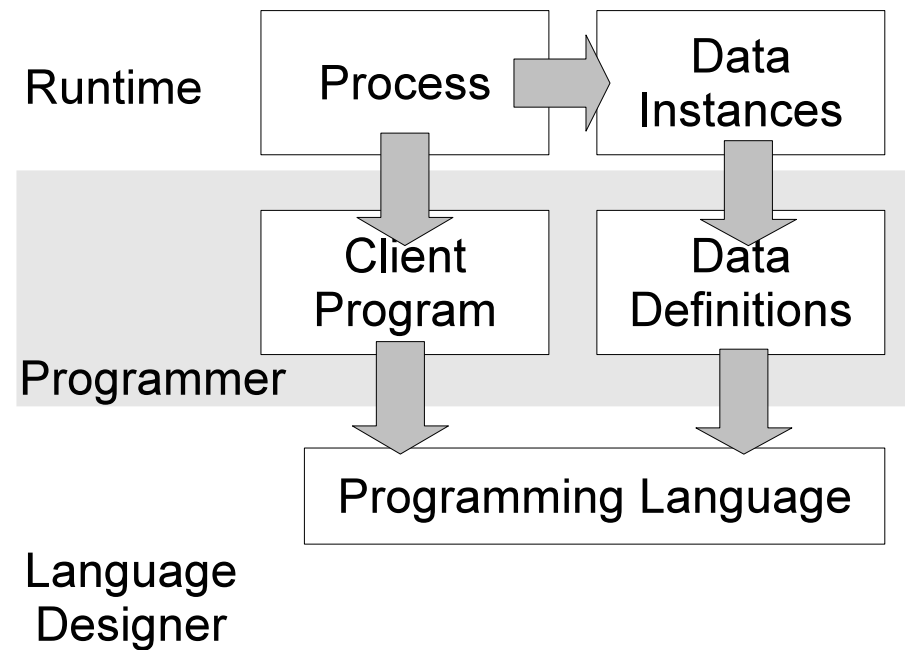 Runtime
Process
Data
Instances
Client
Program
Data
Definitions
Programmer
Programming Language
Language
Designer